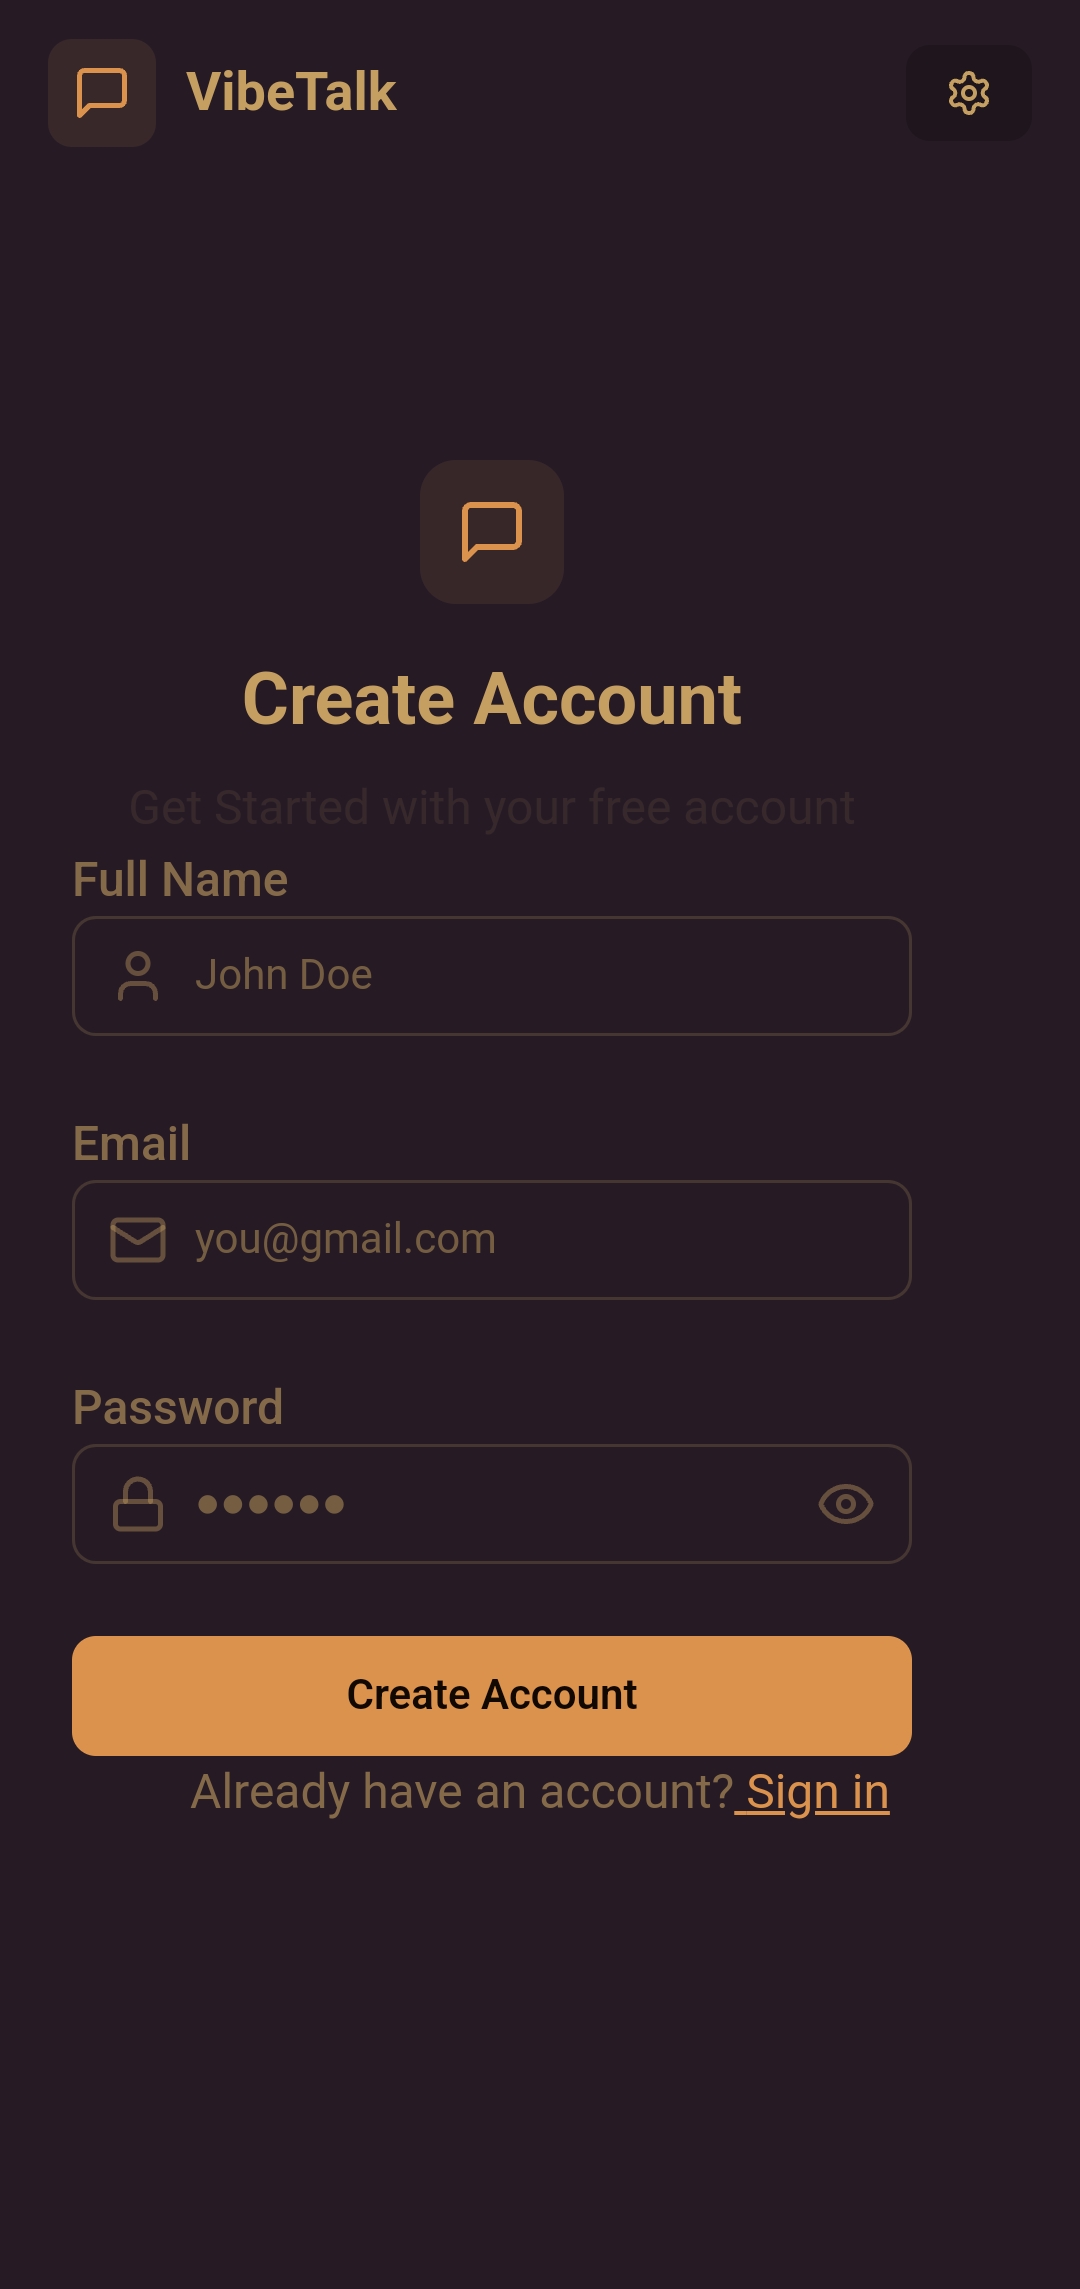 VibeTalk
Create Account
Get Started with your free account
Full Name
John Doe
Email
you@gmail.com
Password
••••••
Create Account
Already have an account? Sign in